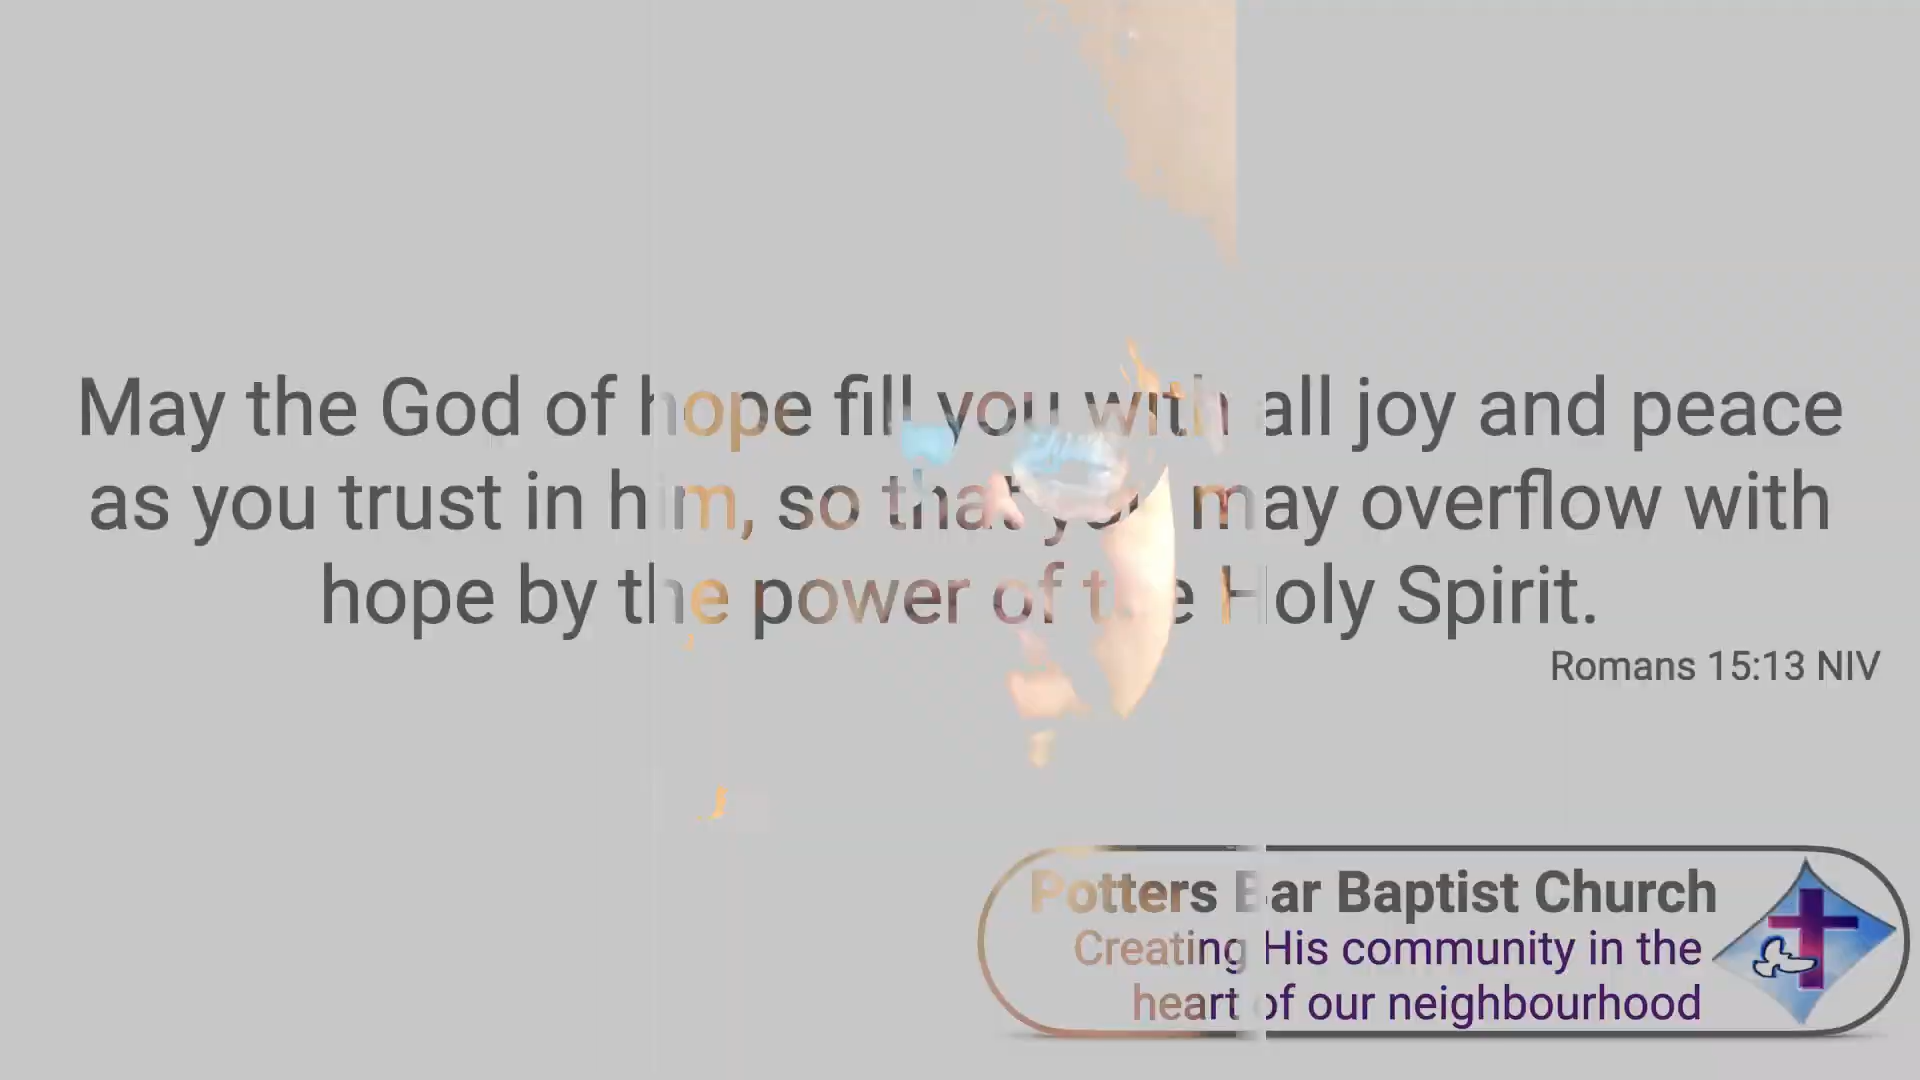 May the God of hope fill you with all joy and peace
as you trust in him, so that you may overflow with
hope by the power of the Holy Spirit.
Romans 15:13 NIV
Potters Bar Baptist Church
Creating His community in the
heart of our neighbourhood